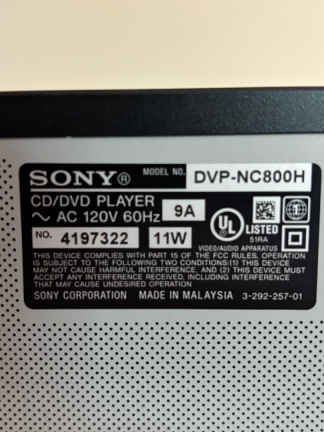 SONY® MODEL NO. DVP-NC800H
CD/DVD PLAYER
~ AC 120V 60Hz 9A
NO. 4197322 11W
UL LISTED
51RA
VIDEO/AUDIO APPARATUS
THIS DEVICE COMPLIES WITH PART 15 OF THE FCC RULES. OPERATION
IS SUBJECT TO THE FOLLOWING TWO CONDITIONS:(1) THIS DEVICE
MAY NOT CAUSE HARMFUL INTERFERENCE, AND (2) THIS DEVICE MUST
ACCEPT ANY INTERFERENCE RECEIVED, INCLUDING INTERFERENCE
THAT MAY CAUSE UNDESIRED OPERATION
SONY CORPORATION MADE IN MALAYSIA 3-292-257-01